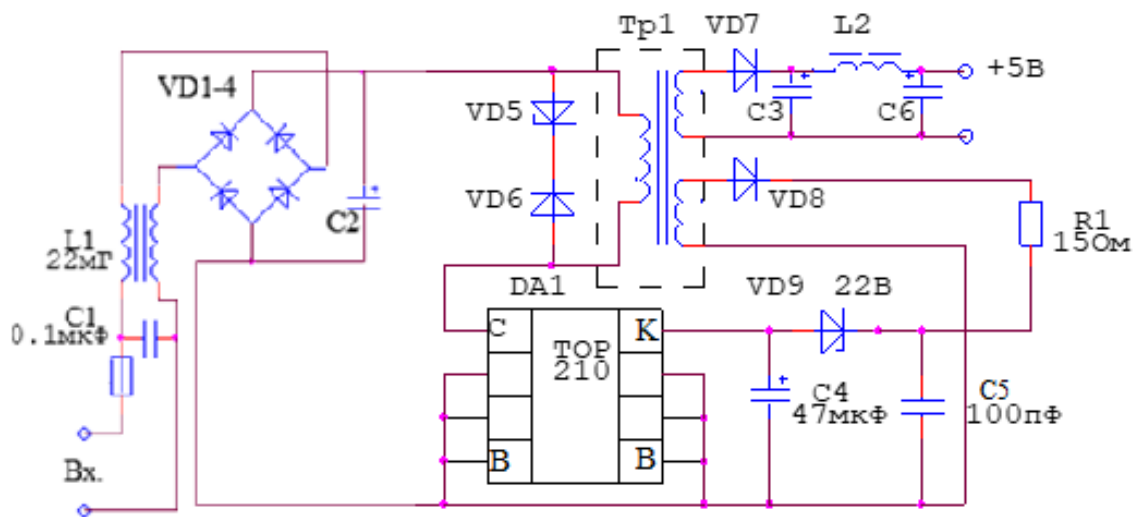 Тр1
VD7
L2
+5В
VD1-4
C3
C6
VD5
VD6
VD8
C2
R1
15Ом
L1
22мГ
DA1
VD9
22В
C1
0.1мкФ
C
K
TOP
210
C4
47мкФ
C5
100пФ
B
B
Вх.